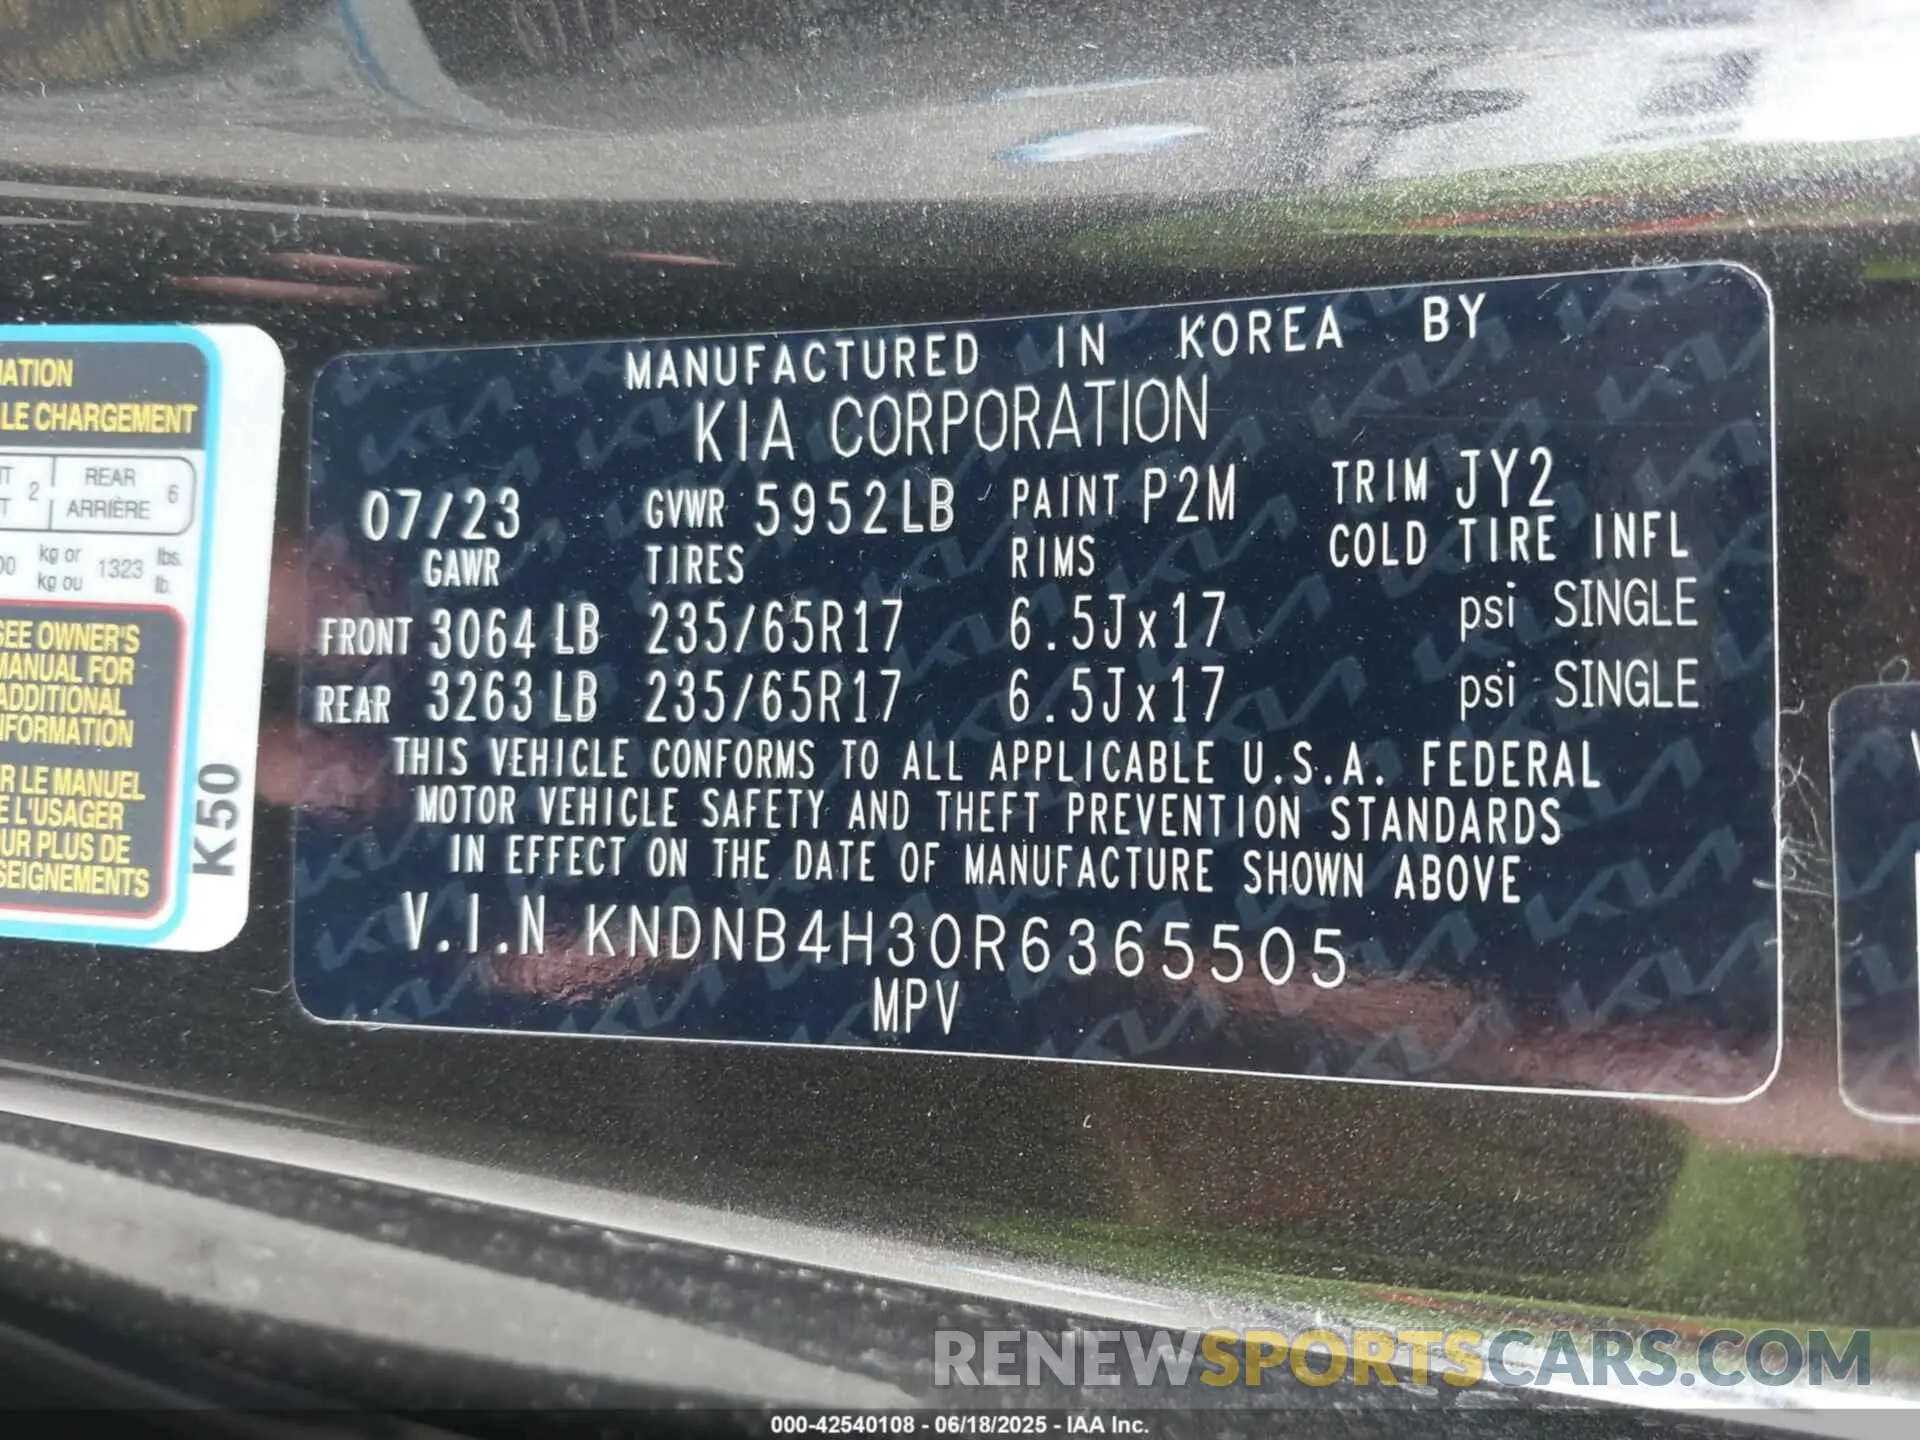 MANUFACTURED IN KOREA BY
KIA CORPORATION
07/23 GVWR 5952LB PAINT P2M TRIM JY2
GAWR TIRES RIMS COLD TIRE INFL
FRONT 3064 LB 235/65R17 6.5Jx17 psi SINGLE
REAR 3263 LB 235/65R17 6.5Jx17 psi SINGLE
THIS VEHICLE CONFORMS TO ALL APPLICABLE U.S.A. FEDERAL
MOTOR VEHICLE SAFETY AND THEFT PREVENTION STANDARDS
IN EFFECT ON THE DATE OF MANUFACTURE SHOWN ABOVE
V.I.N KNDNB4H30R6365505
MPV
LE CHARGEMENT
2 REAR 6
ARRIÈRE
kg or 1323 lbs.
kg ou lb.
SEE OWNER'S
MANUAL FOR
ADDITIONAL
INFORMATION
LE MANUEL
L'USAGER
PLUS DE
K50
RENEWSPORTSCARS.COM
000-42540108 - 06/18/2025 - IAA Inc.